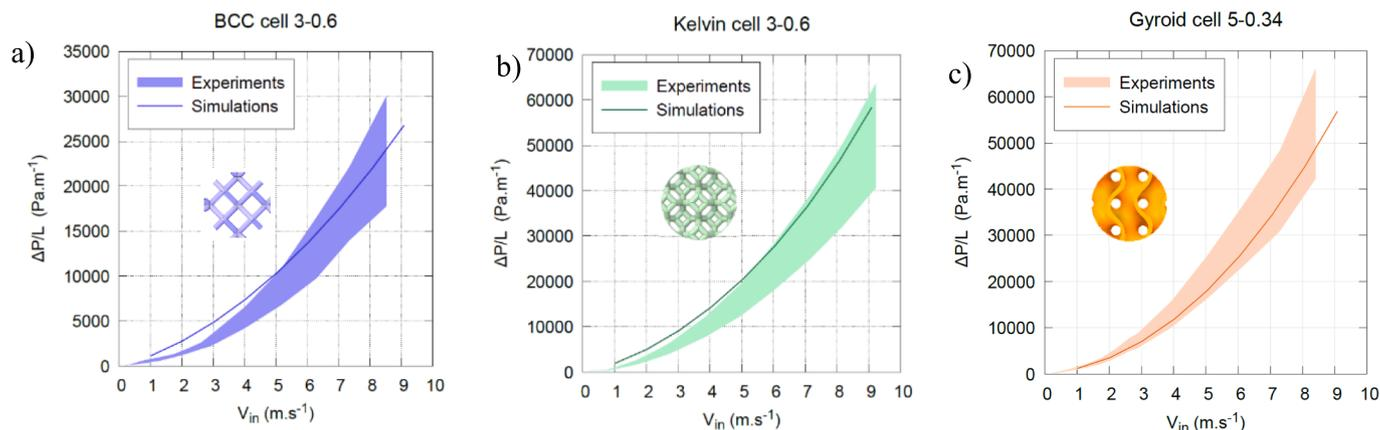 a)
BCC cell 3-0.6
35000
30000
25000
20000
15000
10000
5000
0
ΔP/L (Pa.m⁻¹)
Experiments
Simulations
0 1 2 3 4 5 6 7 8 9 10
V_in (m.s⁻¹)
b)
Kelvin cell 3-0.6
70000
60000
50000
40000
30000
20000
10000
0
ΔP/L (Pa.m⁻¹)
Experiments
Simulations
0 1 2 3 4 5 6 7 8 9 10
V_in (m.s⁻¹)
c)
Gyroid cell 5-0.34
70000
60000
50000
40000
30000
20000
10000
0
ΔP/L (Pa.m⁻¹)
Experiments
Simulations
0 1 2 3 4 5 6 7 8 9 10
V_in (m.s⁻¹)